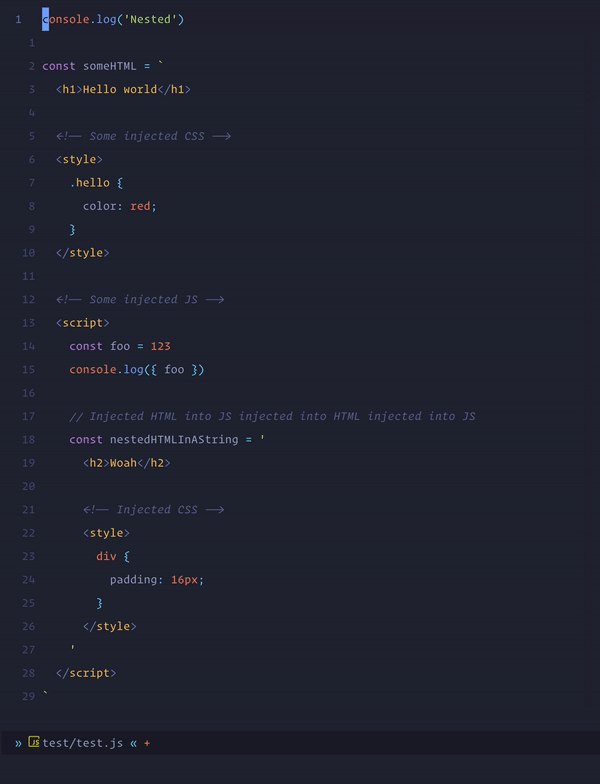 1 console.log('Nested')
1
2 const someHTML = `
3 <h1>Hello world</h1>
4
5 <!-- Some injected CSS -->
6 <style>
7 .hello {
8 color: red;
9 }
10 </style>
11
12 <!-- Some injected JS -->
13 <script>
14 const foo = 123
15 console.log({ foo })
16
17 // Injected HTML into JS injected into HTML injected into JS
18 const nestedHTMLInAString = '
19 <h2>Woah</h2>
20
21 <!-- Injected CSS -->
22 <style>
23 div {
24 padding: 16px;
25 }
26 </style>
27 '
28 </script>
29 `
» JS test/test.js « +